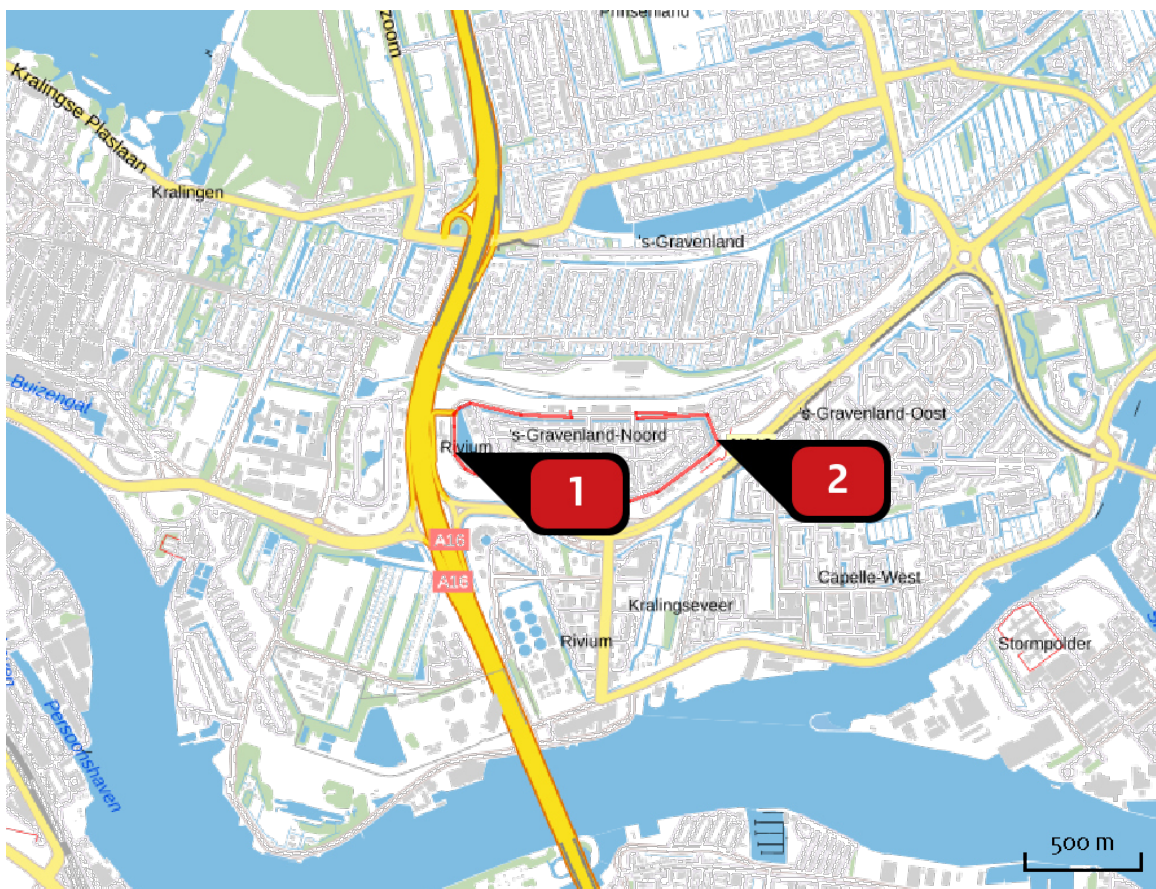 Prinsenland
zoom
Kralingse Plaslaan
Kralingen
's-Gravenland
Buizengat
's-Gravenland-Oost
's-Gravenland-Noord
Rivium
1
2
A16
A16
Capelle-West
Kralingseveer
Rivium
Stormpolder
Persoonshaven
500 m